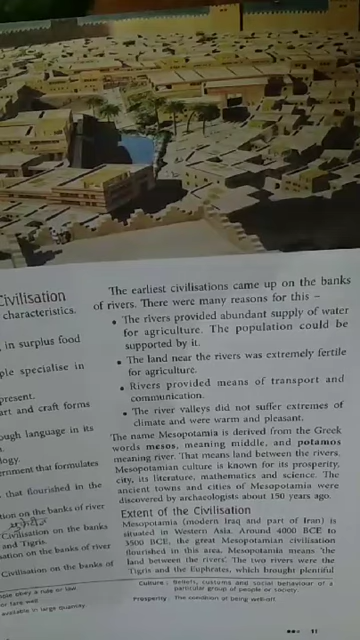 Civilisation
characteristics.
in surplus food
ple specialise in
present.
art and craft forms
ough language in its
logy.
ernment that formulates
that flourished in the
tion on the banks of river
Civilisation on the banks
and Tigris.
sation on the banks of river
Civilisation on the banks of
The earliest civilisations came up on the banks
of rivers. There were many reasons for this –
• The rivers provided abundant supply of water
for agriculture. The population could be
supported by it.
• The land near the rivers was extremely fertile
for agriculture.
• Rivers provided means of transport and
communication.
• The river valleys did not suffer extremes of
climate and were warm and pleasant.
The name Mesopotamia is derived from the Greek
words mesos, meaning middle, and potamos
meaning river. That means land between the rivers.
Mesopotamian culture is known for its prosperity,
city, its literature, mathematics and science. The
ancient towns and cities of Mesopotamia were
discovered by archaeologists about 150 years ago.
Extent of the Civilisation
Mesopotamia (modern Iraq and part of Iran) is
situated in Western Asia. Around 4000 BCE to
3500 BCE, the great Mesopotamian civilisation
flourished in this area. Mesopotamia means 'the
land between the rivers'. The two rivers were the
Tigris and the Euphrates, which brought plentiful
obey a rule or law
or fare well
available in large quantity
Culture : Beliefs, customs and social behaviour of a
particular group of people or society
Prosperity : The condition of being well-off